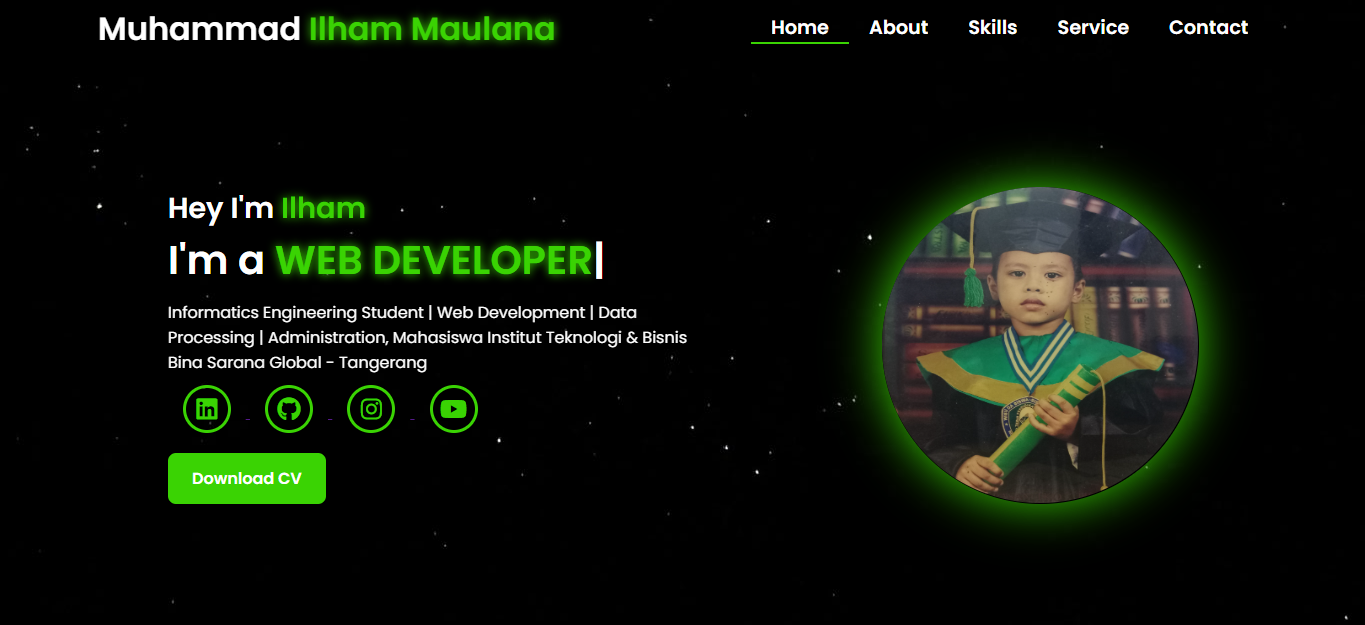 Muhammad Ilham Maulana
Home About Skills Service Contact
Hey I'm Ilham
I'm a WEB DEVELOPER|
Informatics Engineering Student | Web Development | Data
Processing | Administration, Mahasiswa Institut Teknologi & Bisnis
Bina Sarana Global - Tangerang
in
Download CV